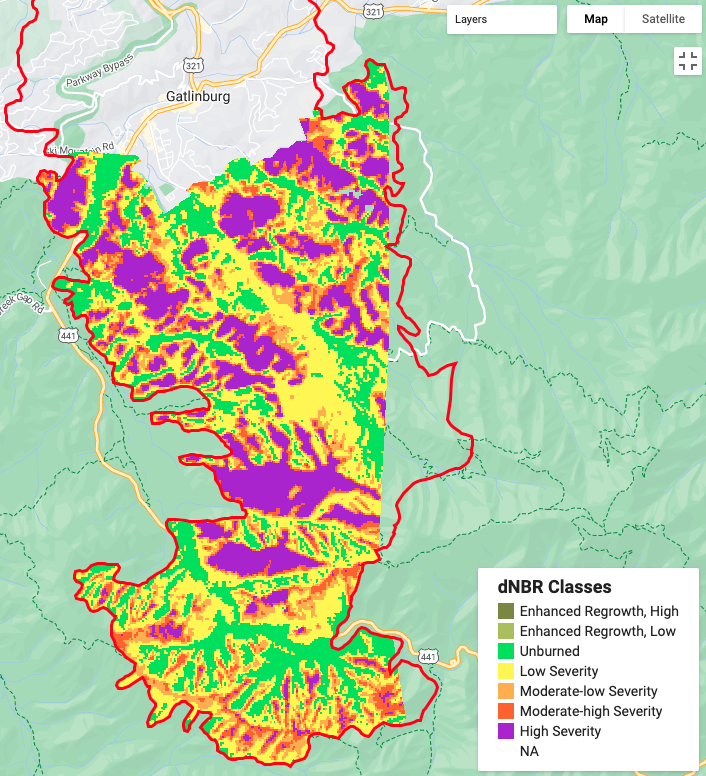 321
Layers
Map
Satellite
Parkway Bypass
321
Gatlinburg
Ski Mountain Rd
Creek Gap Rd
441
441
dNBR Classes
Enhanced Regrowth, High
Enhanced Regrowth, Low
Unburned
Low Severity
Moderate-low Severity
Moderate-high Severity
High Severity
NA